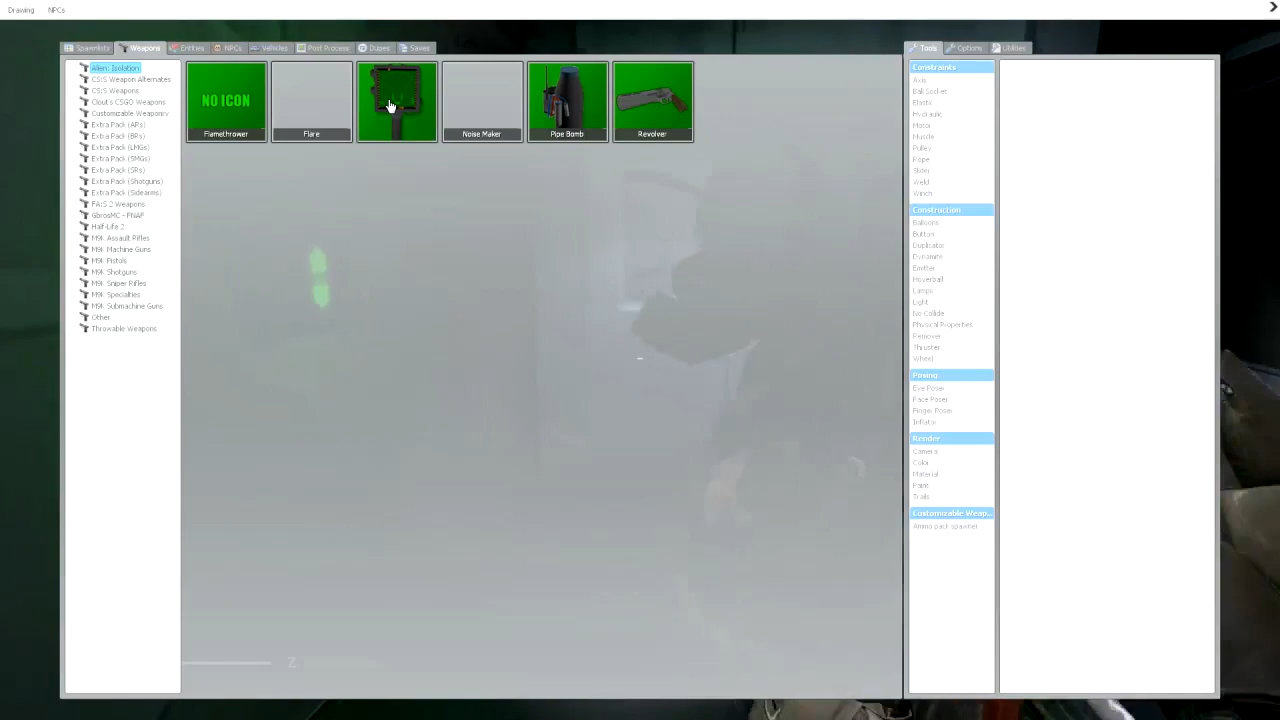 Drawing NPCs
Spawnlists Weapons Entities NPCs Vehicles Post Process Dupes Saves
Tools Options Utilities
Alien: Isolation
CS:S Weapon Alternates
CS:S Weapons
Clout's CSGO Weapons
Customizable Weaponry
Extra Pack (ARs)
Extra Pack (BPs)
Extra Pack (LMGs)
Extra Pack (SMGs)
Extra Pack (SRs)
Extra Pack (Shotguns)
Extra Pack (Sidearms)
FA:S 2 Weapons
GbrosMC - FNAF
Half-Life 2
M9K Assault Rifles
M9K Machine Guns
M9K Pistols
M9K Shotguns
M9K Sniper Rifles
M9K Specialties
M9K Submachine Guns
Other
Throwable Weapons
NO ICON
Flamethrower
Flare
Noise Maker
Pipe Bomb
Revolver
Z
Constraints
Axis
Ball Socket
Elastic
Hydraulic
Motor
Muscle
Pulley
Rope
Slider
Weld
Winch
Construction
Balloons
Button
Duplicator
Dynamite
Emitter
Hoverball
Lamps
Light
No Collide
Physical Properties
Remover
Thruster
Wheel
Posing
Eye Poser
Face Poser
Finger Poser
Inflator
Render
Camera
Color
Material
Paint
Trails
Customizable Weap...
Ammo pack spawner